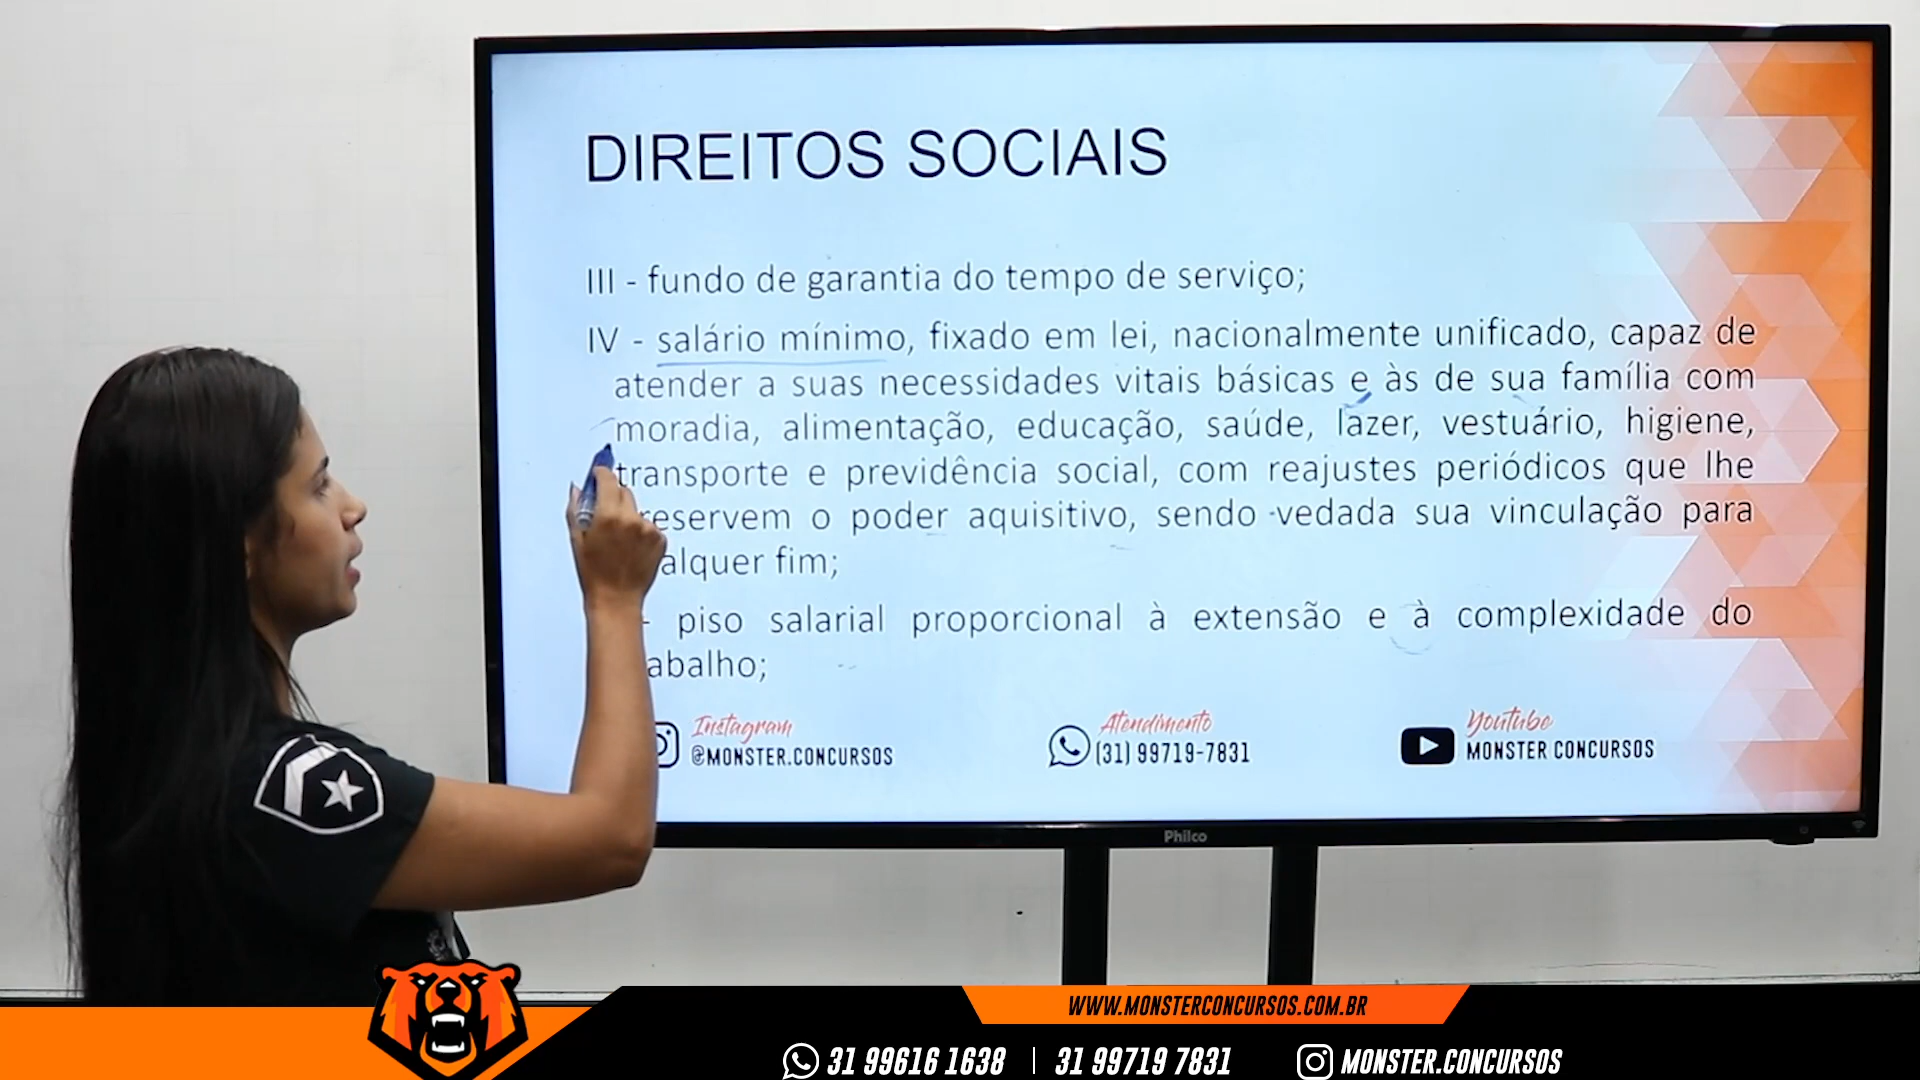 DIREITOS SOCIAIS
III - fundo de garantia do tempo de serviço;
IV - salário mínimo, fixado em lei, nacionalmente unificado, capaz de
atender a suas necessidades vitais básicas e às de sua família com
moradia, alimentação, educação, saúde, lazer, vestuário, higiene,
transporte e previdência social, com reajustes periódicos que lhe
reservem o poder aquisitivo, sendo vedada sua vinculação para
alquer fim;
- piso salarial proporcional à extensão e à complexidade do
abalho;
Instagram
@MONSTER.CONCURSOS
Atendimento
(31) 99719-7831
Youtube
MONSTER CONCURSOS
Philco
WWW.MONSTERCONCURSOS.COM.BR
31 99616 1638 | 31 99719 7831 MONSTER.CONCURSOS